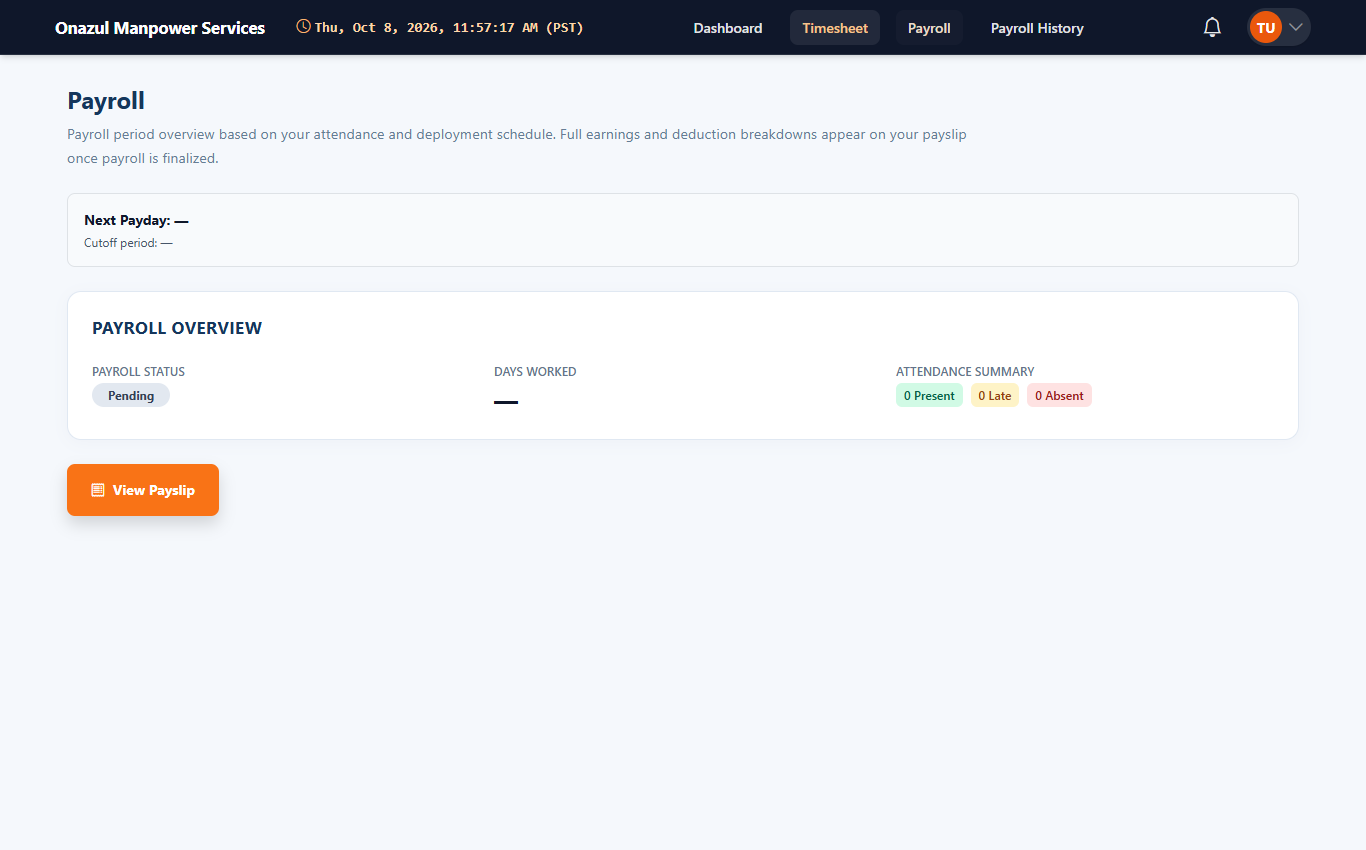 Onazul Manpower Services
Thu, Oct 8, 2026, 11:57:17 AM (PST)
Dashboard
Timesheet
Payroll
Payroll History
TU
Payroll
Payroll period overview based on your attendance and deployment schedule. Full earnings and deduction breakdowns appear on your payslip
once payroll is finalized.
Next Payday: —
Cutoff period: —
PAYROLL OVERVIEW
PAYROLL STATUS
Pending
DAYS WORKED
—
ATTENDANCE SUMMARY
0 Present
0 Late
0 Absent
View Payslip